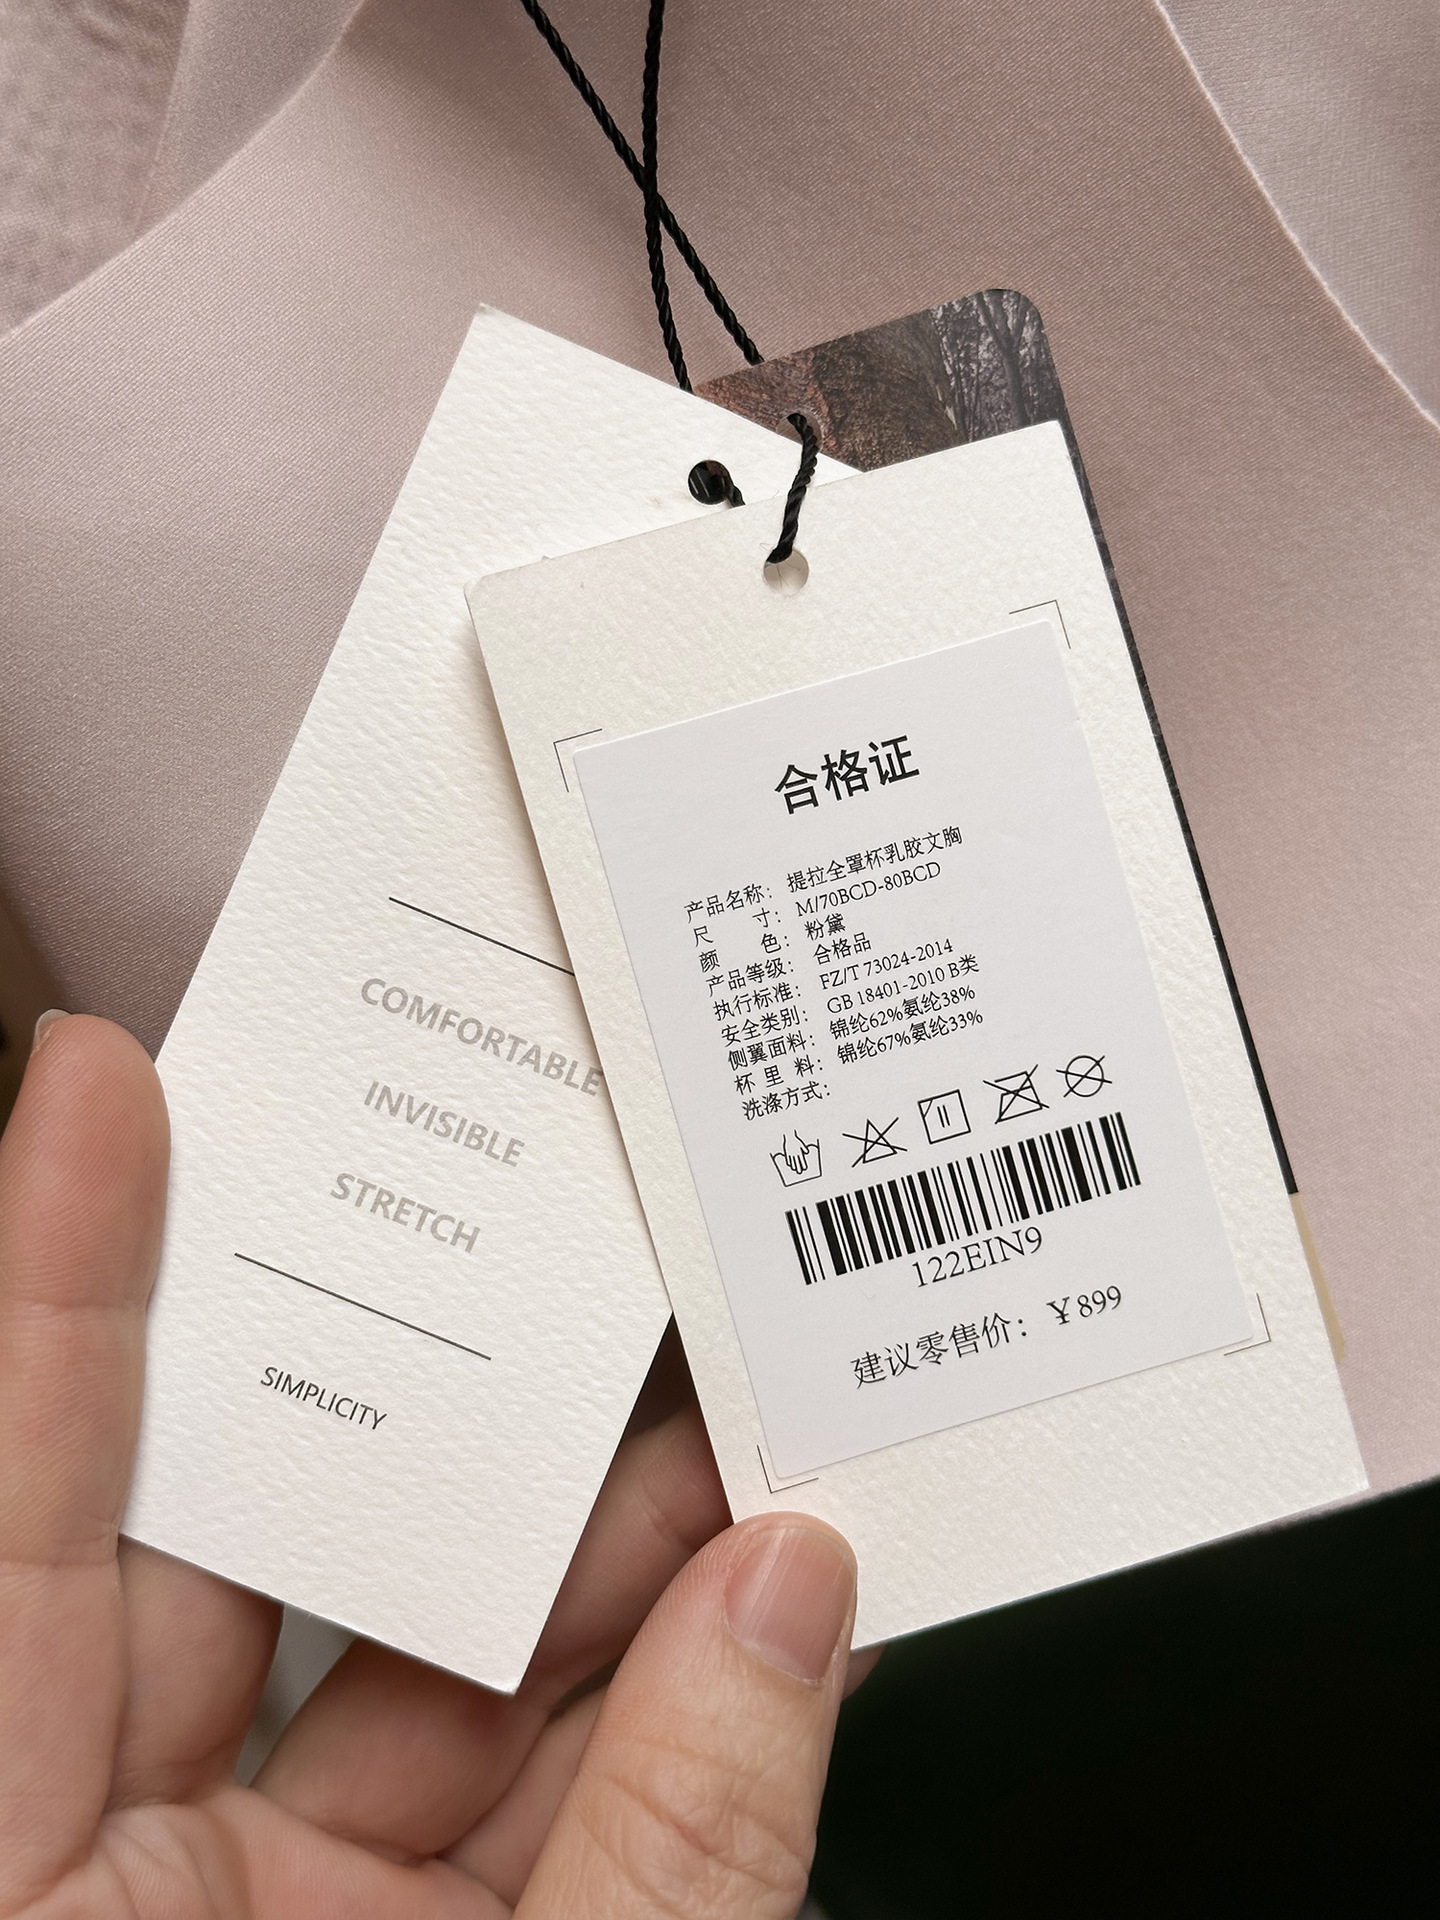 COMFORTABLE
INVISIBLE
STRETCH
SIMPLICITY
合格证
产品名称：提拉全罩杯乳胶文胸
尺 寸：M/70BCD-80BCD
颜 色：粉黛
产品等级：合格品
执行标准：FZ/T 73024-2014
安全类别：GB 18401-2010 B类
侧翼面料：锦纶62%氨纶38%
杯 里 料：锦纶67%氨纶33%
洗涤方式：
122EIN9
建议零售价：￥899